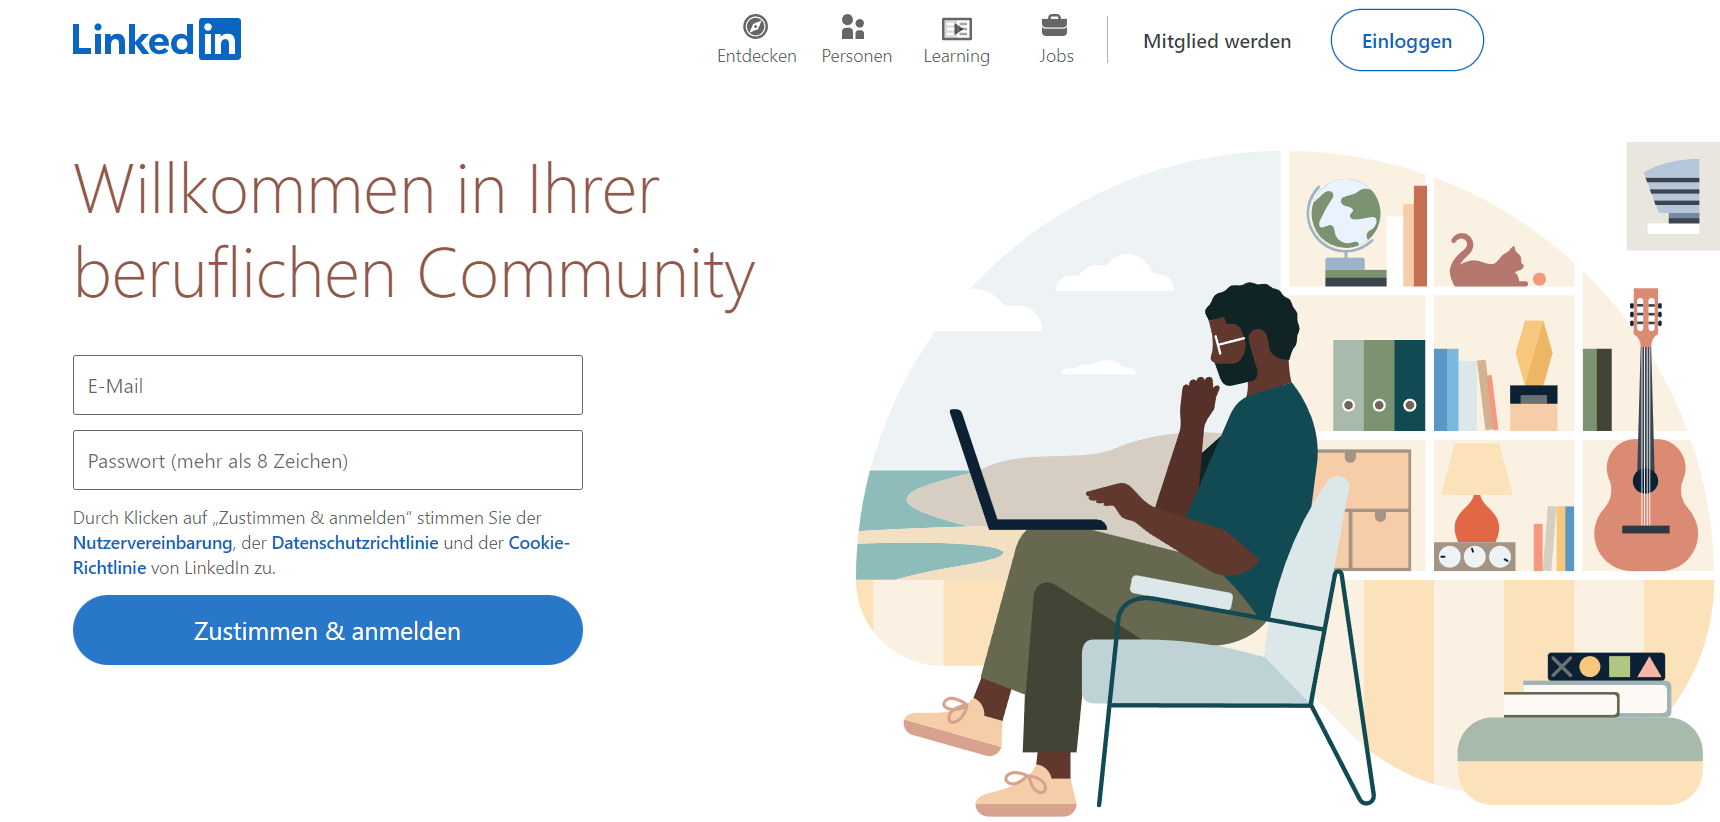 Linked in
Entdecken
Personen
Learning
Jobs
Mitglied werden
Einloggen
Willkommen in Ihrer
beruflichen Community
E-Mail
Passwort (mehr als 8 Zeichen)
Durch Klicken auf „Zustimmen & anmelden“ stimmen Sie der
Nutzervereinbarung, der Datenschutzrichtlinie und der Cookie-
Richtlinie von LinkedIn zu.
Zustimmen & anmelden